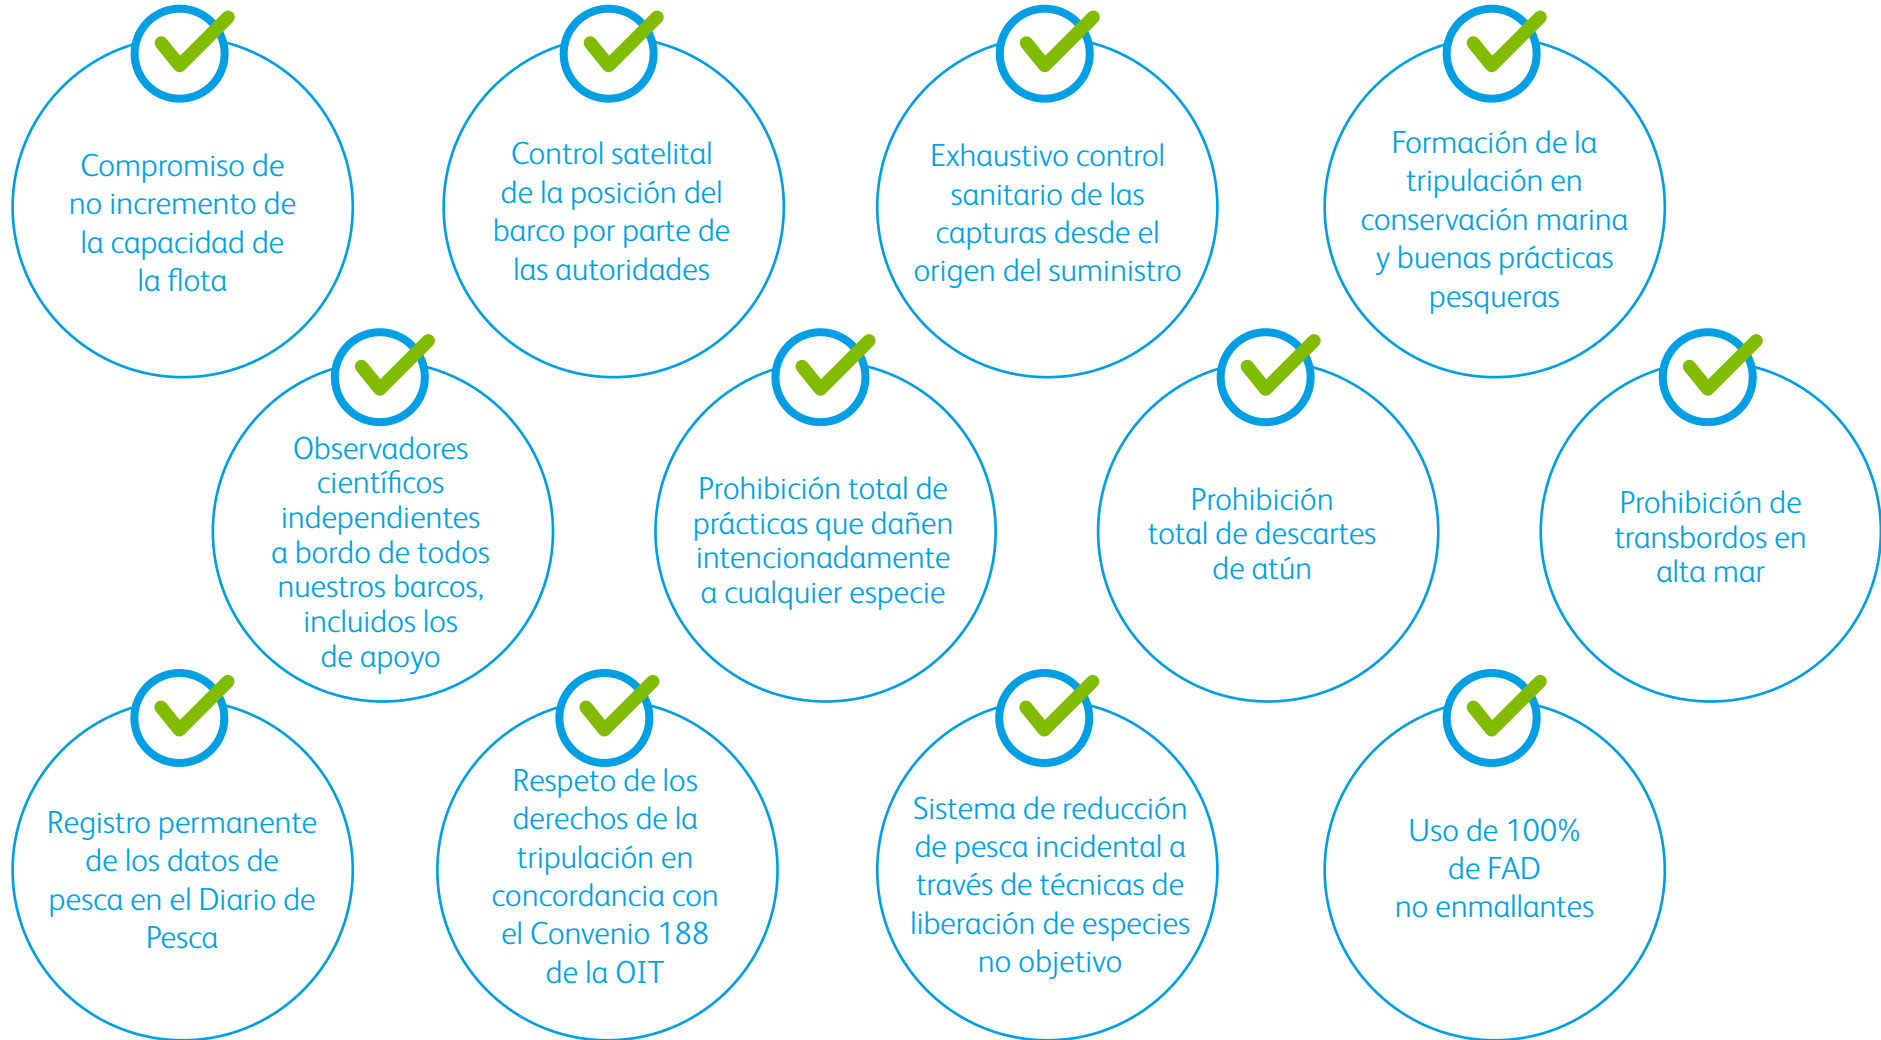 Compromiso de
no incremento de
la capacidad de
la flota
Control satelital
de la posición del
barco por parte de
las autoridades
Exhaustivo control
sanitario de las
capturas desde el
origen del suministro
Formación de la
tripulación en
conservación marina
y buenas prácticas
pesqueras
Observadores
científicos
independientes
a bordo de todos
nuestros barcos,
incluidos los
de apoyo
Prohibición total de
prácticas que dañen
intencionadamente
a cualquier especie
Prohibición
total de descartes
de atún
Prohibición de
transbordos en
alta mar
Registro permanente
de los datos de
pesca en el Diario de
Pesca
Respeto de los
derechos de la
tripulación en
concordancia con
el Convenio 188
de la OIT
Sistema de reducción
de pesca incidental a
través de técnicas de
liberación de especies
no objetivo
Uso de 100%
de FAD
no enmallantes